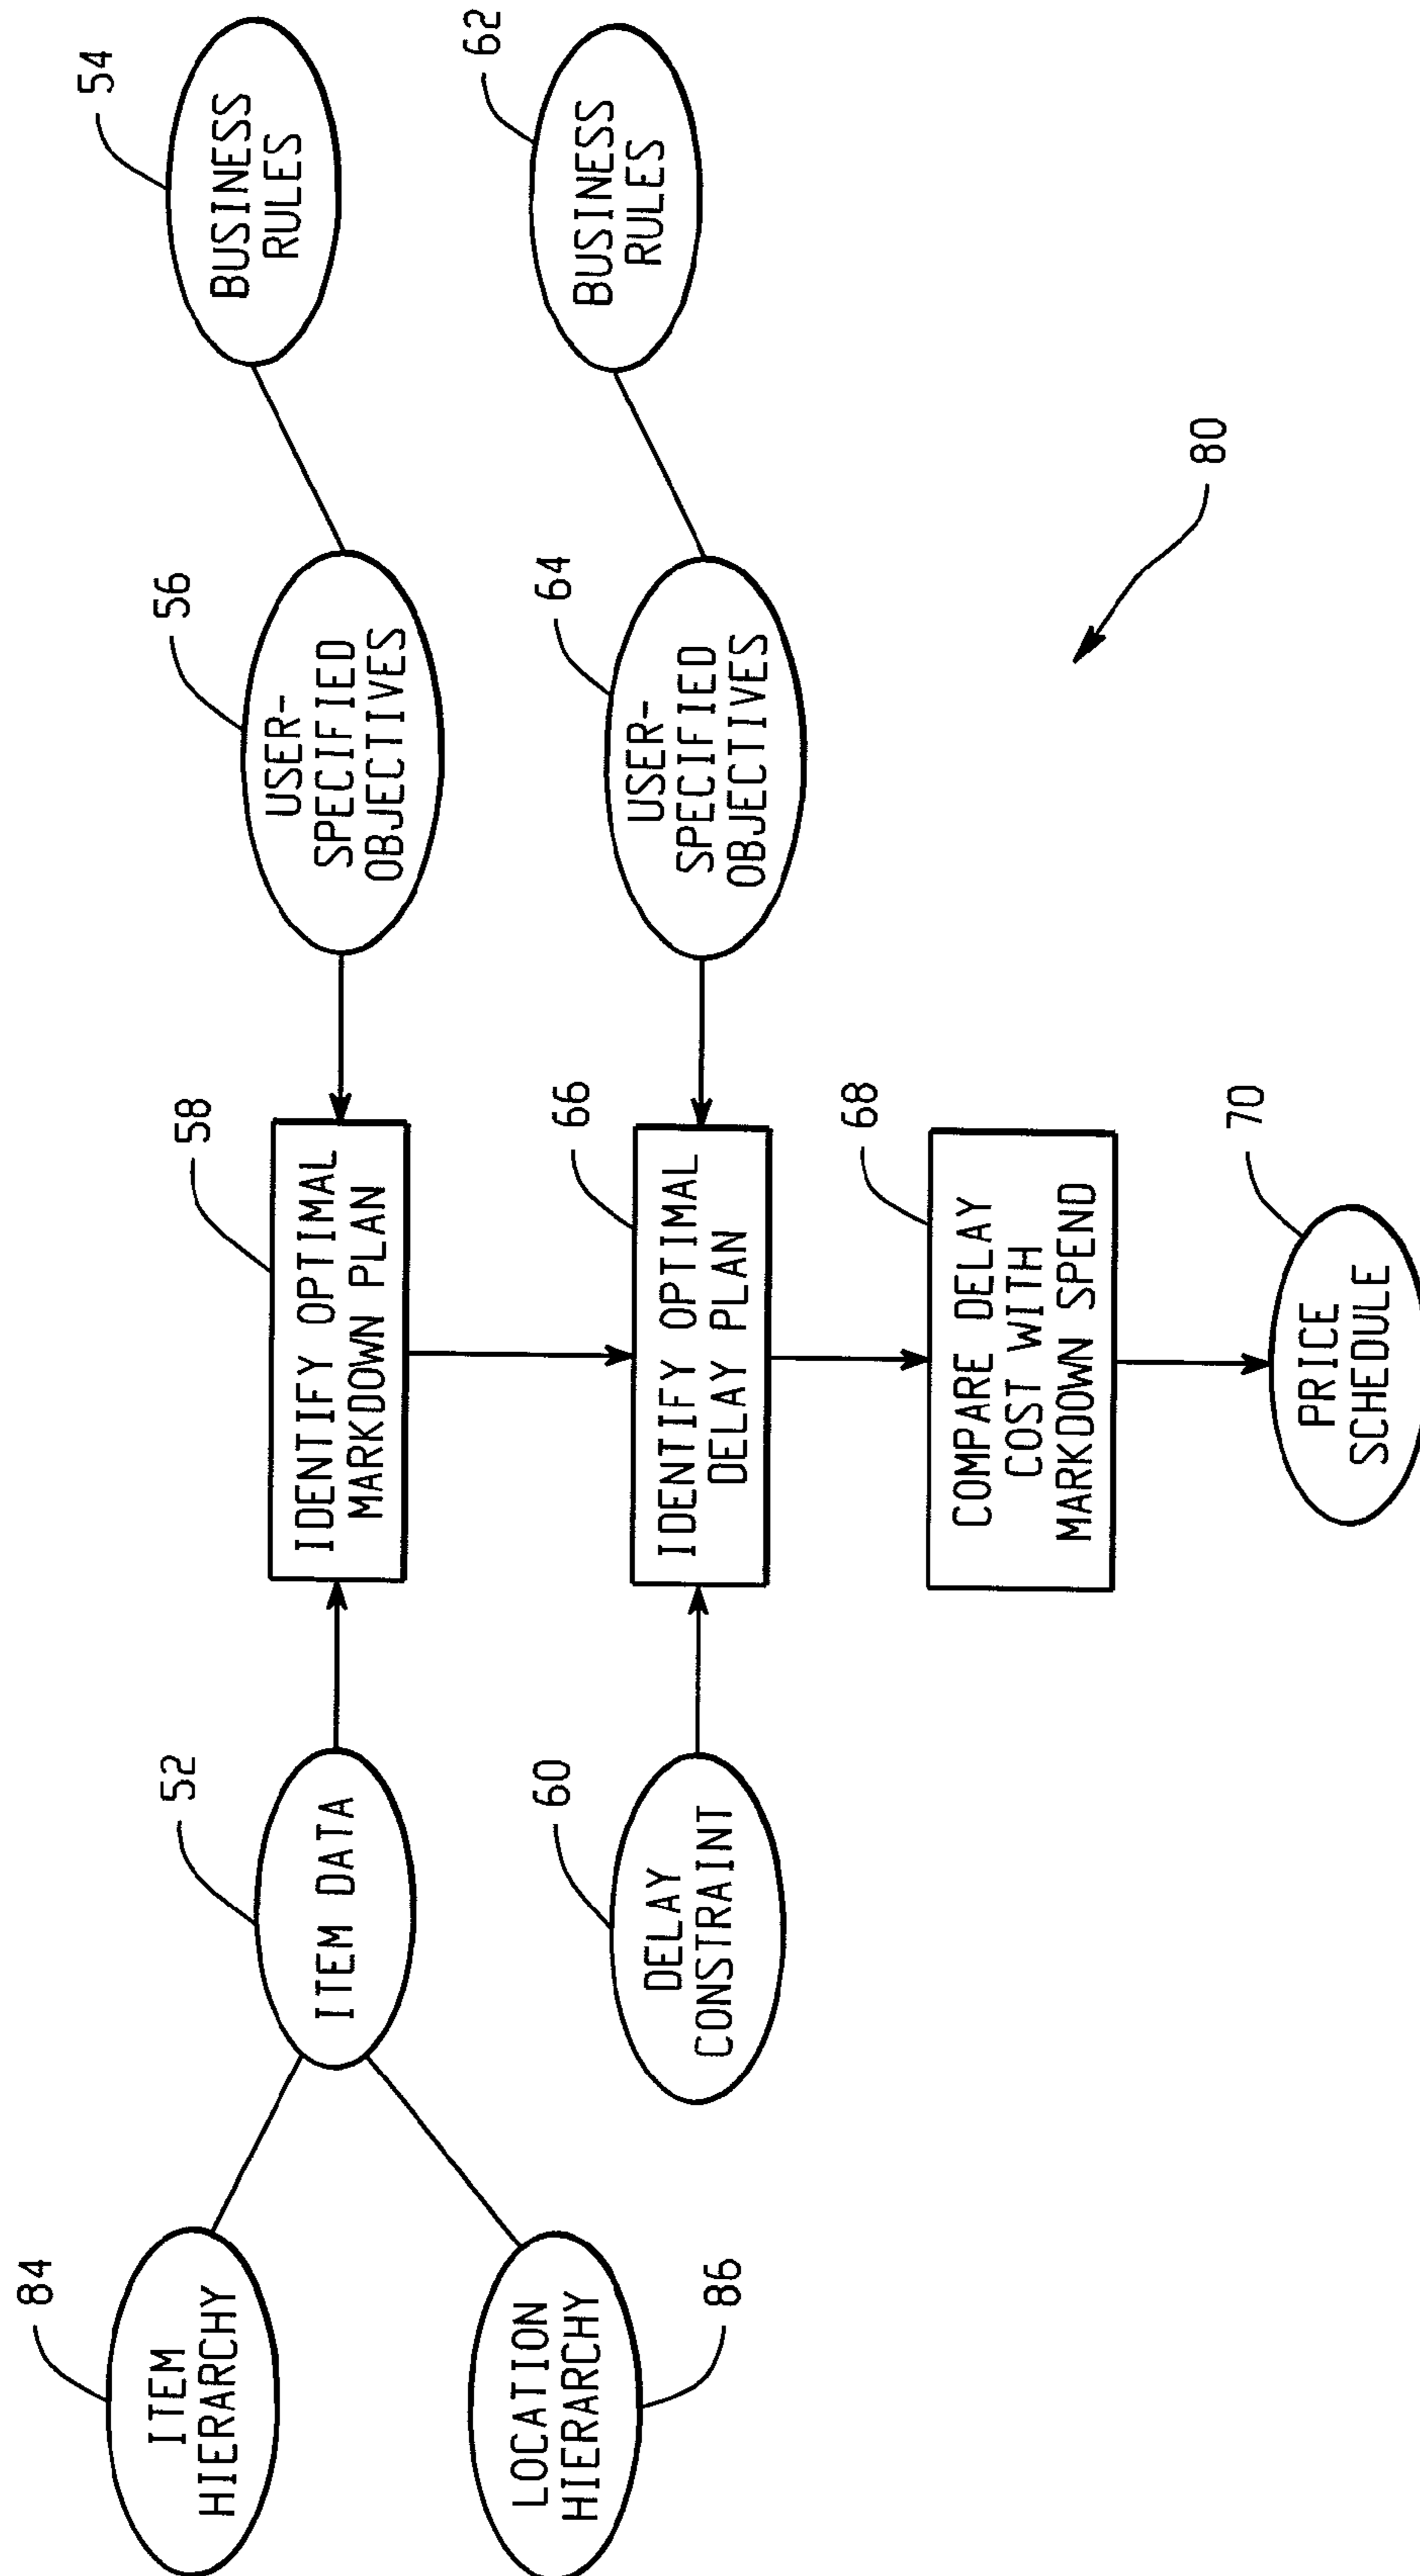 84
ITEM
HIERARCHY
86
LOCATION
HIERARCHY
52
ITEM DATA
58
IDENTIFY OPTIMAL
MARKDOWN PLAN
56
USER-
SPECIFIED
OBJECTIVES
54
BUSINESS
RULES
60
DELAY
CONSTRAINT
66
IDENTIFY OPTIMAL
DELAY PLAN
64
USER-
SPECIFIED
OBJECTIVES
62
BUSINESS
RULES
68
COMPARE DELAY
COST WITH
MARKDOWN SPEND
70
PRICE
SCHEDULE
80